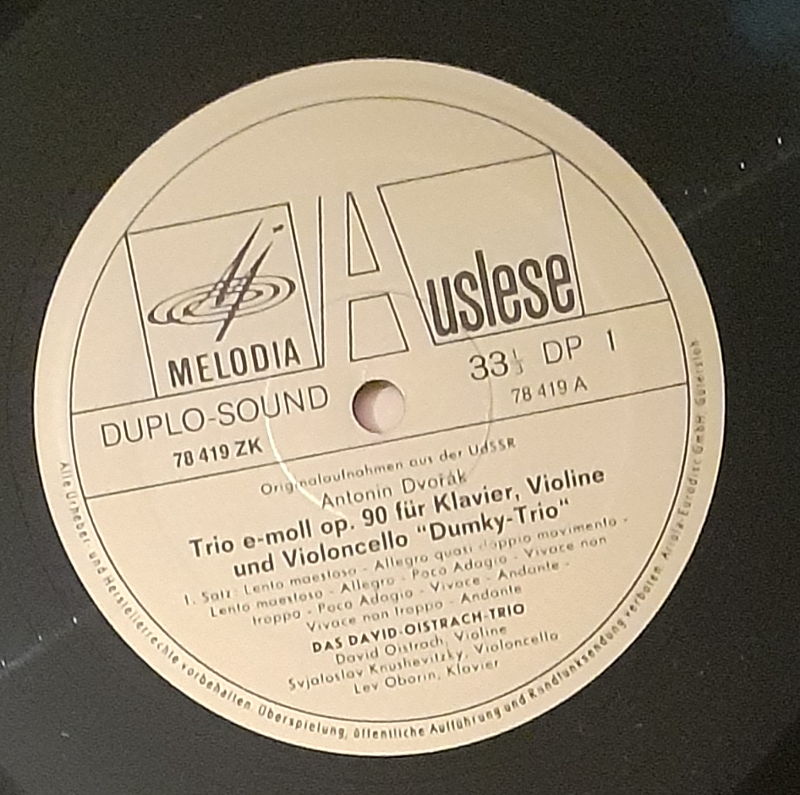 MELODIA
Auslese
DUPLO-SOUND
78 419 ZK
33⅓ DP 1
78 419 A
Originalaufnahmen aus der UdSSR
Antonín Dvořák
Trio e-moll op. 90 für Klavier, Violine
und Violoncello "Dumky-Trio"
1. Satz: Lento maestoso - Allegro quasi doppio movimento -
Lento maestoso - Allegro - Poco Adagio - Vivace non
troppo - Poco Adagio - Vivace - Andante -
Vivace non troppo - Andante
DAS DAVID-OISTRACH-TRIO
David Oistrach, Violine
Svjatoslav Knushevitzky, Violoncello
Lev Oborin, Klavier
Alle Urheber- und Herstellerrechte vorbehalten. Überspielung, öffentliche Aufführung und Rundfunksendung verboten. Ariola-Eurodisc GmbH, Gütersloh